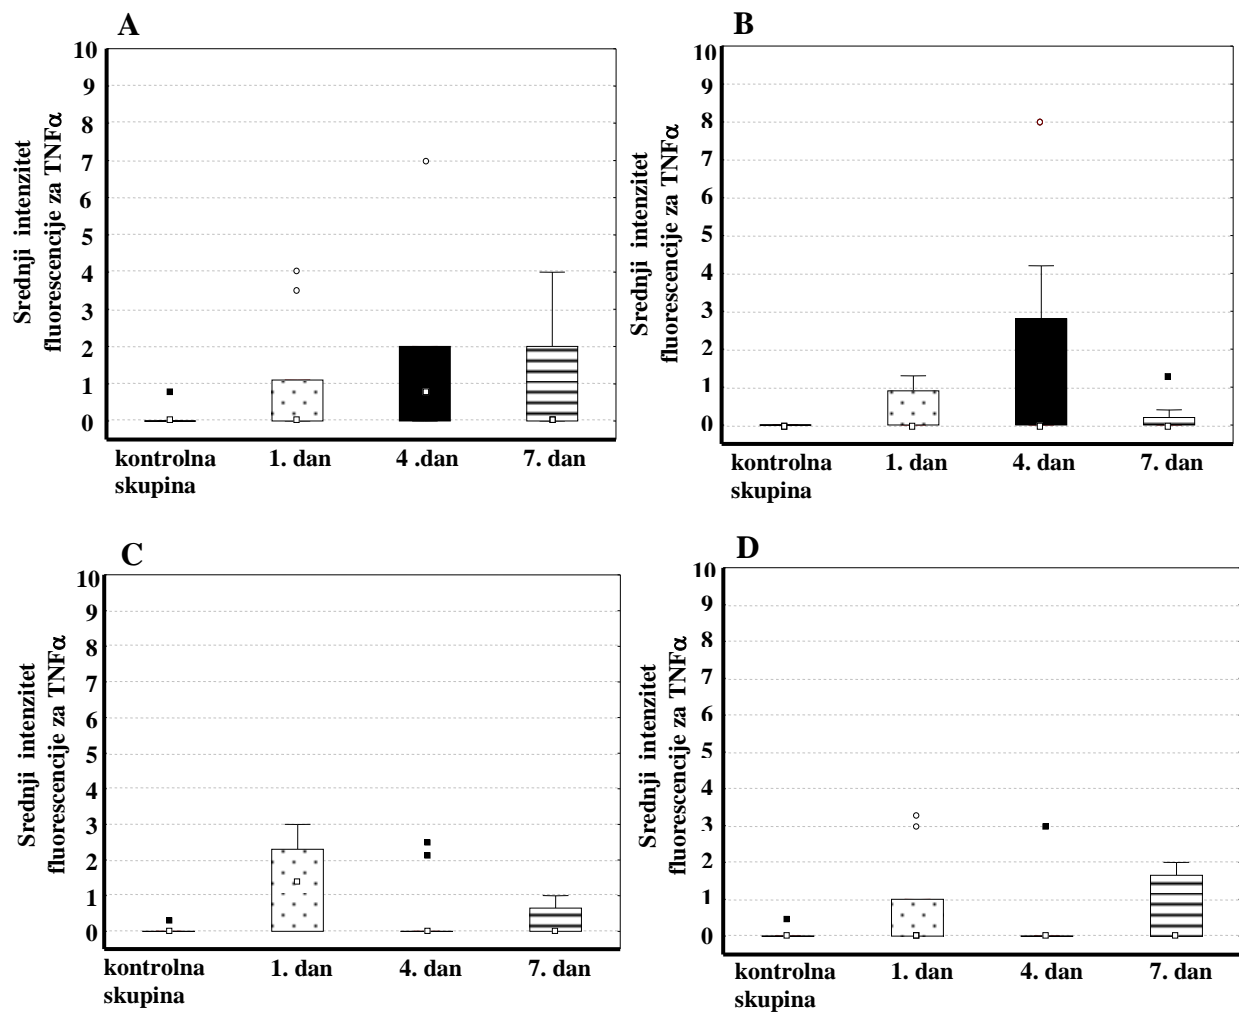 A
Srednji intenzitet
fluorescencije za TNFα
10
9
8
7
6
5
4
3
2
1
0
kontrolna
skupina
1. dan
4 .dan
7. dan
B
Srednji intenzitet
fluorescencije za TNFα
10
9
8
7
6
5
4
3
2
1
0
kontrolna
skupina
1. dan
4. dan
7. dan
C
Srednji intenzitet
fluorescencije za TNFα
10
9
8
7
6
5
4
3
2
1
0
kontrolna
skupina
1. dan
4. dan
7. dan
D
Srednji intenzitet
fluorescencije za TNFα
10
9
8
7
6
5
4
3
2
1
0
kontrolna
skupina
1. dan
4. dan
7. dan